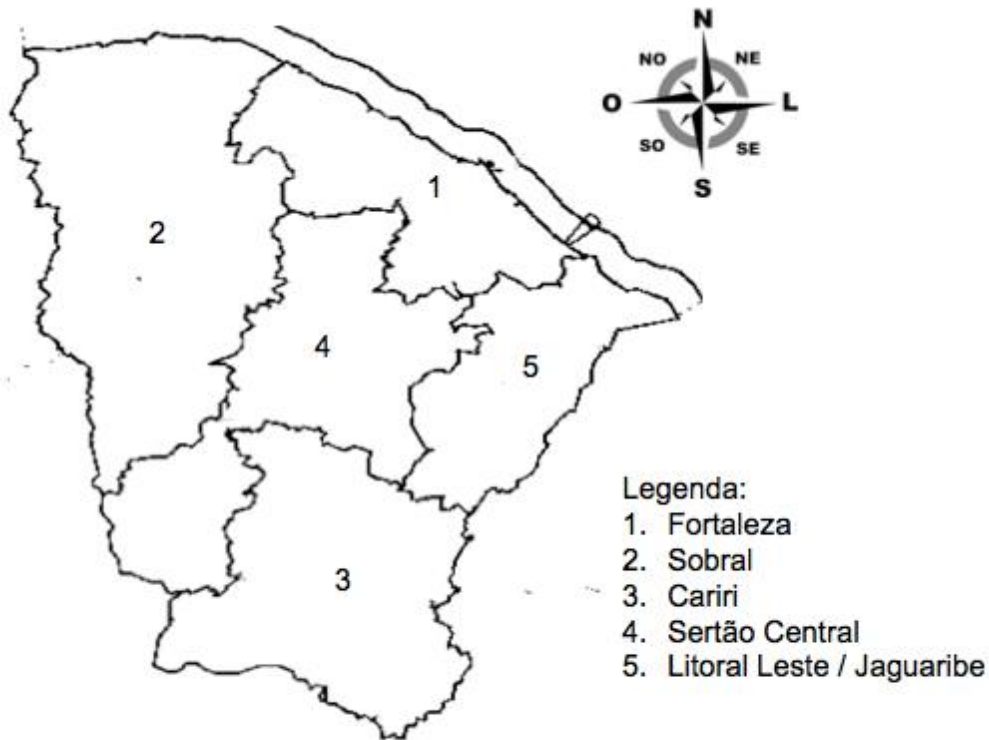 N
NO NE
O L
SO SE
S
1
2
4
5
3
Legenda:
1. Fortaleza
2. Sobral
3. Cariri
4. Sertão Central
5. Litoral Leste / Jaguaribe